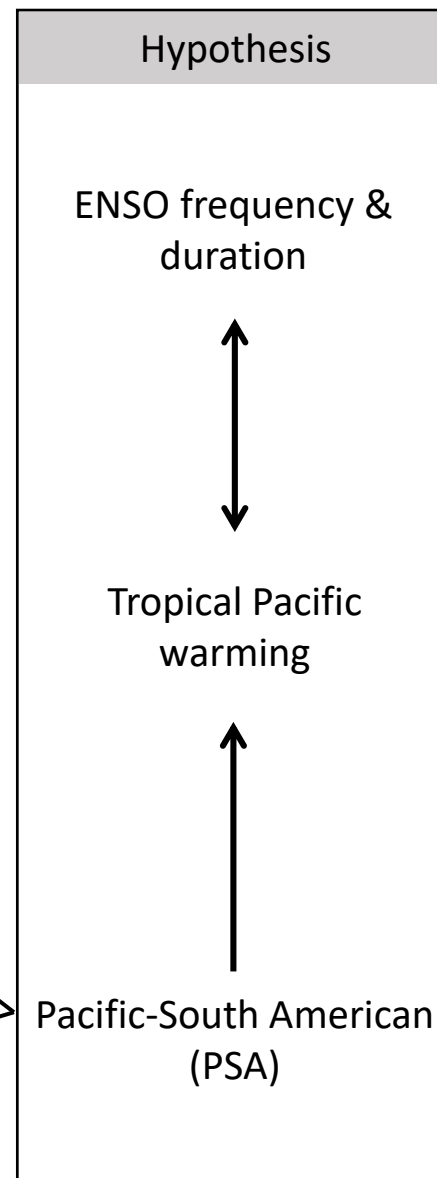 Hypothesis
ENSO frequency &
duration
Tropical Pacific
warming
Pacific-South American
(PSA)